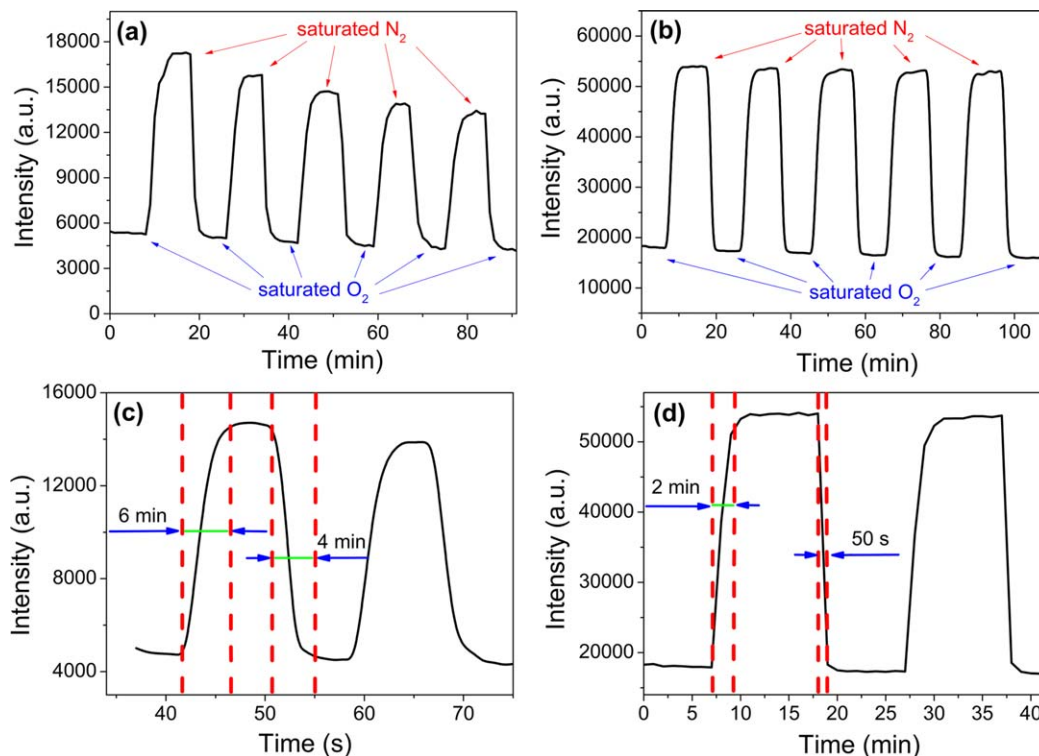 (a)
saturated N₂
saturated O₂
Intensity (a.u.)
18000
15000
12000
9000
6000
3000
0
0 20 40 60 80
Time (min)
(b)
saturated N₂
saturated O₂
Intensity (a.u.)
60000
50000
40000
30000
20000
10000
0 20 40 60 80 100
Time (min)
(c)
6 min
4 min
Intensity (a.u.)
16000
12000
8000
4000
40 50 60 70
Time (s)
(d)
2 min
50 s
Intensity (a.u.)
50000
40000
30000
20000
0 5 10 15 20 25 30 35 40
Time (min)